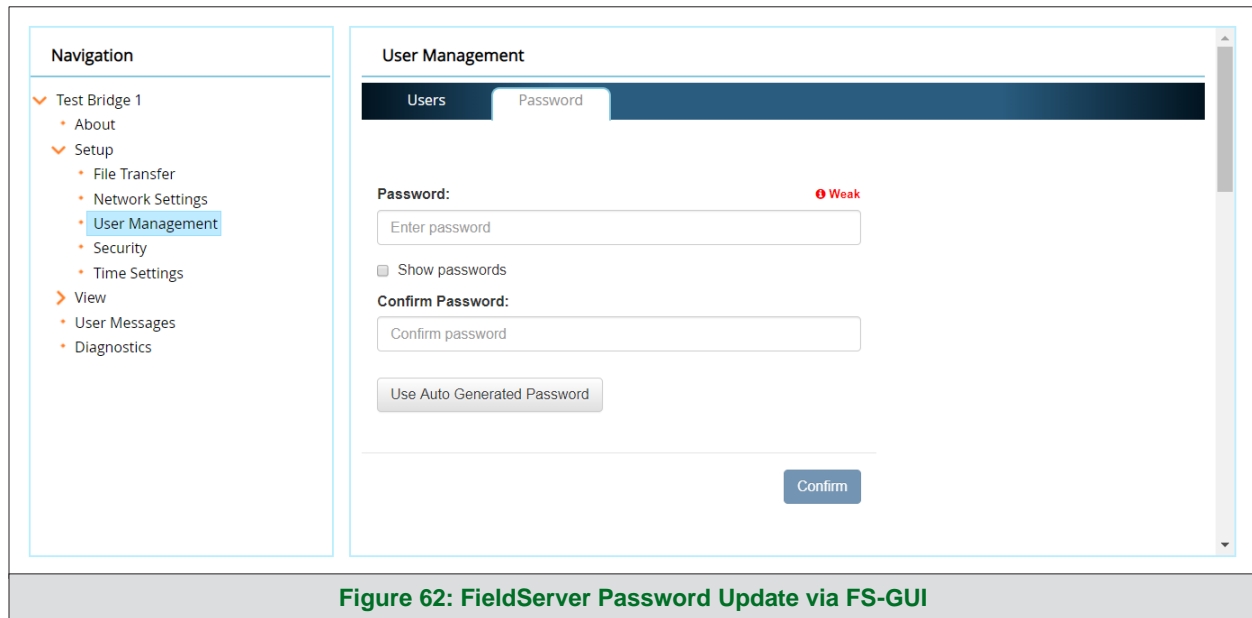 Navigation
Test Bridge 1
About
Setup
File Transfer
Network Settings
User Management
Security
Time Settings
View
User Messages
Diagnostics
User Management
Users Password
Password: Weak
Enter password
Show passwords
Confirm Password:
Confirm password
Use Auto Generated Password
Confirm
Figure 62: FieldServer Password Update via FS-GUI